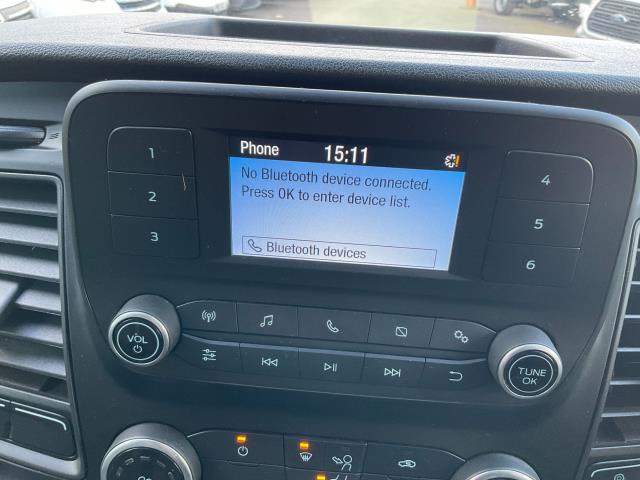 Phone 15:11
No Bluetooth device connected.
Press OK to enter device list.
Bluetooth devices
1
2
3
4
5
6
VOL
TUNE
OK